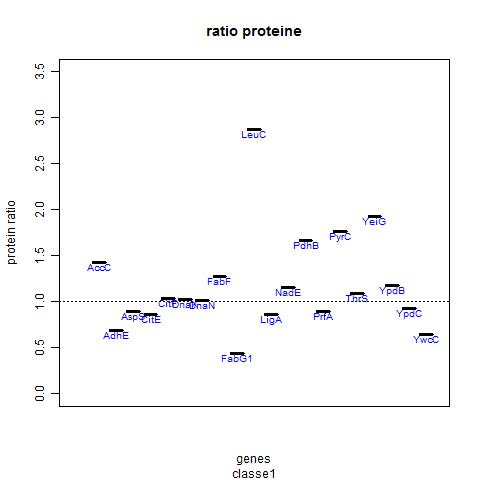 ratio proteine
protein ratio
3.5
3.0
2.5
2.0
1.5
1.0
0.5
0.0
LeuC
YeiG
PyrC
PdhB
AccC
FabF
NadE
YpdB
ThrS
DnaN
AspS
CitE
LigA
PrfA
YpdC
AdhE
YwcC
FabG1
genes
classe1